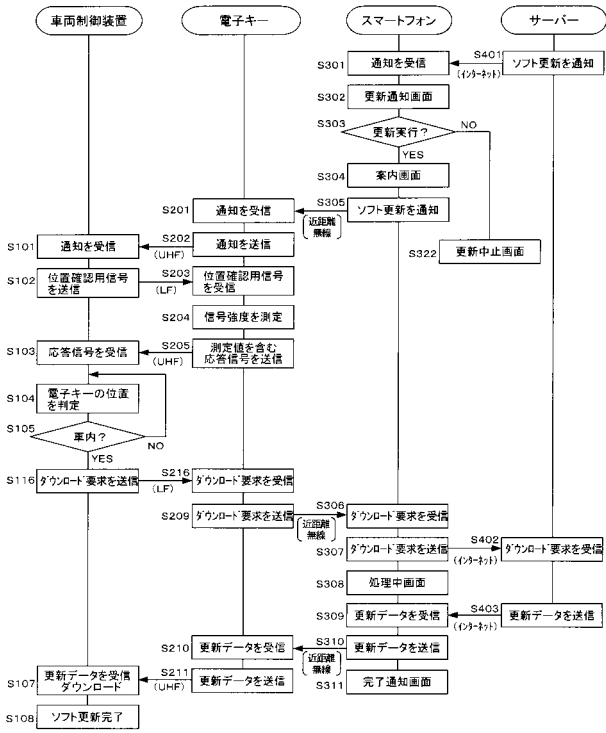 車両制御装置
電子キー
スマートフォン
サーバー
S301
通知を受信
S401
(インターネット)
ソフト更新を通知
S302
更新通知画面
S303
更新実行？
NO
YES
S304
案内画面
S201
通知を受信
S305
近距離
無線
ソフト更新を通知
S101
通知を受信
S202
(UHF)
通知を送信
S322
更新中止画面
S102
位置確認用信号
を送信
S203
(LF)
位置確認用信号
を受信
S204
信号強度を測定
S103
応答信号を受信
S205
(UHF)
測定値を含む
応答信号を送信
S104
電子キーの位置
を判定
S105
車内？
NO
YES
S116
ダウンロード要求を送信
S216
(LF)
ダウンロード要求を受信
S209
ダウンロード要求を送信
S306
近距離
無線
ダウンロード要求を受信
S307
ダウンロード要求を送信
S402
(インターネット)
ダウンロード要求を受信
S308
処理中画面
S309
更新データを受信
S403
(インターネット)
更新データを送信
S210
更新データを受信
S310
近距離
無線
更新データを送信
S107
更新データを受信
ダウンロード
S211
(UHF)
更新データを送信
S311
完了通知画面
S108
ソフト更新完了